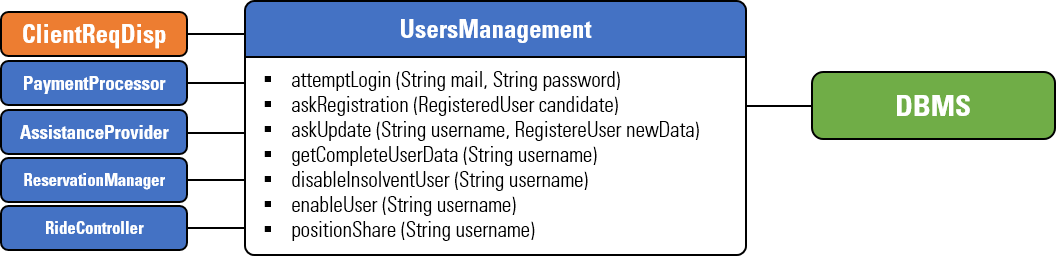 ClientReqDisp
PaymentProcessor
AssistanceProvider
ReservationManager
RideController
UsersManagement
▪ attemptLogin (String mail, String password)
▪ askRegistration (RegisteredUser candidate)
▪ askUpdate (String username, RegistereUser newData)
▪ getCompleteUserData (String username)
▪ disableInsolventUser (String username)
▪ enableUser (String username)
▪ positionShare (String username)
DBMS